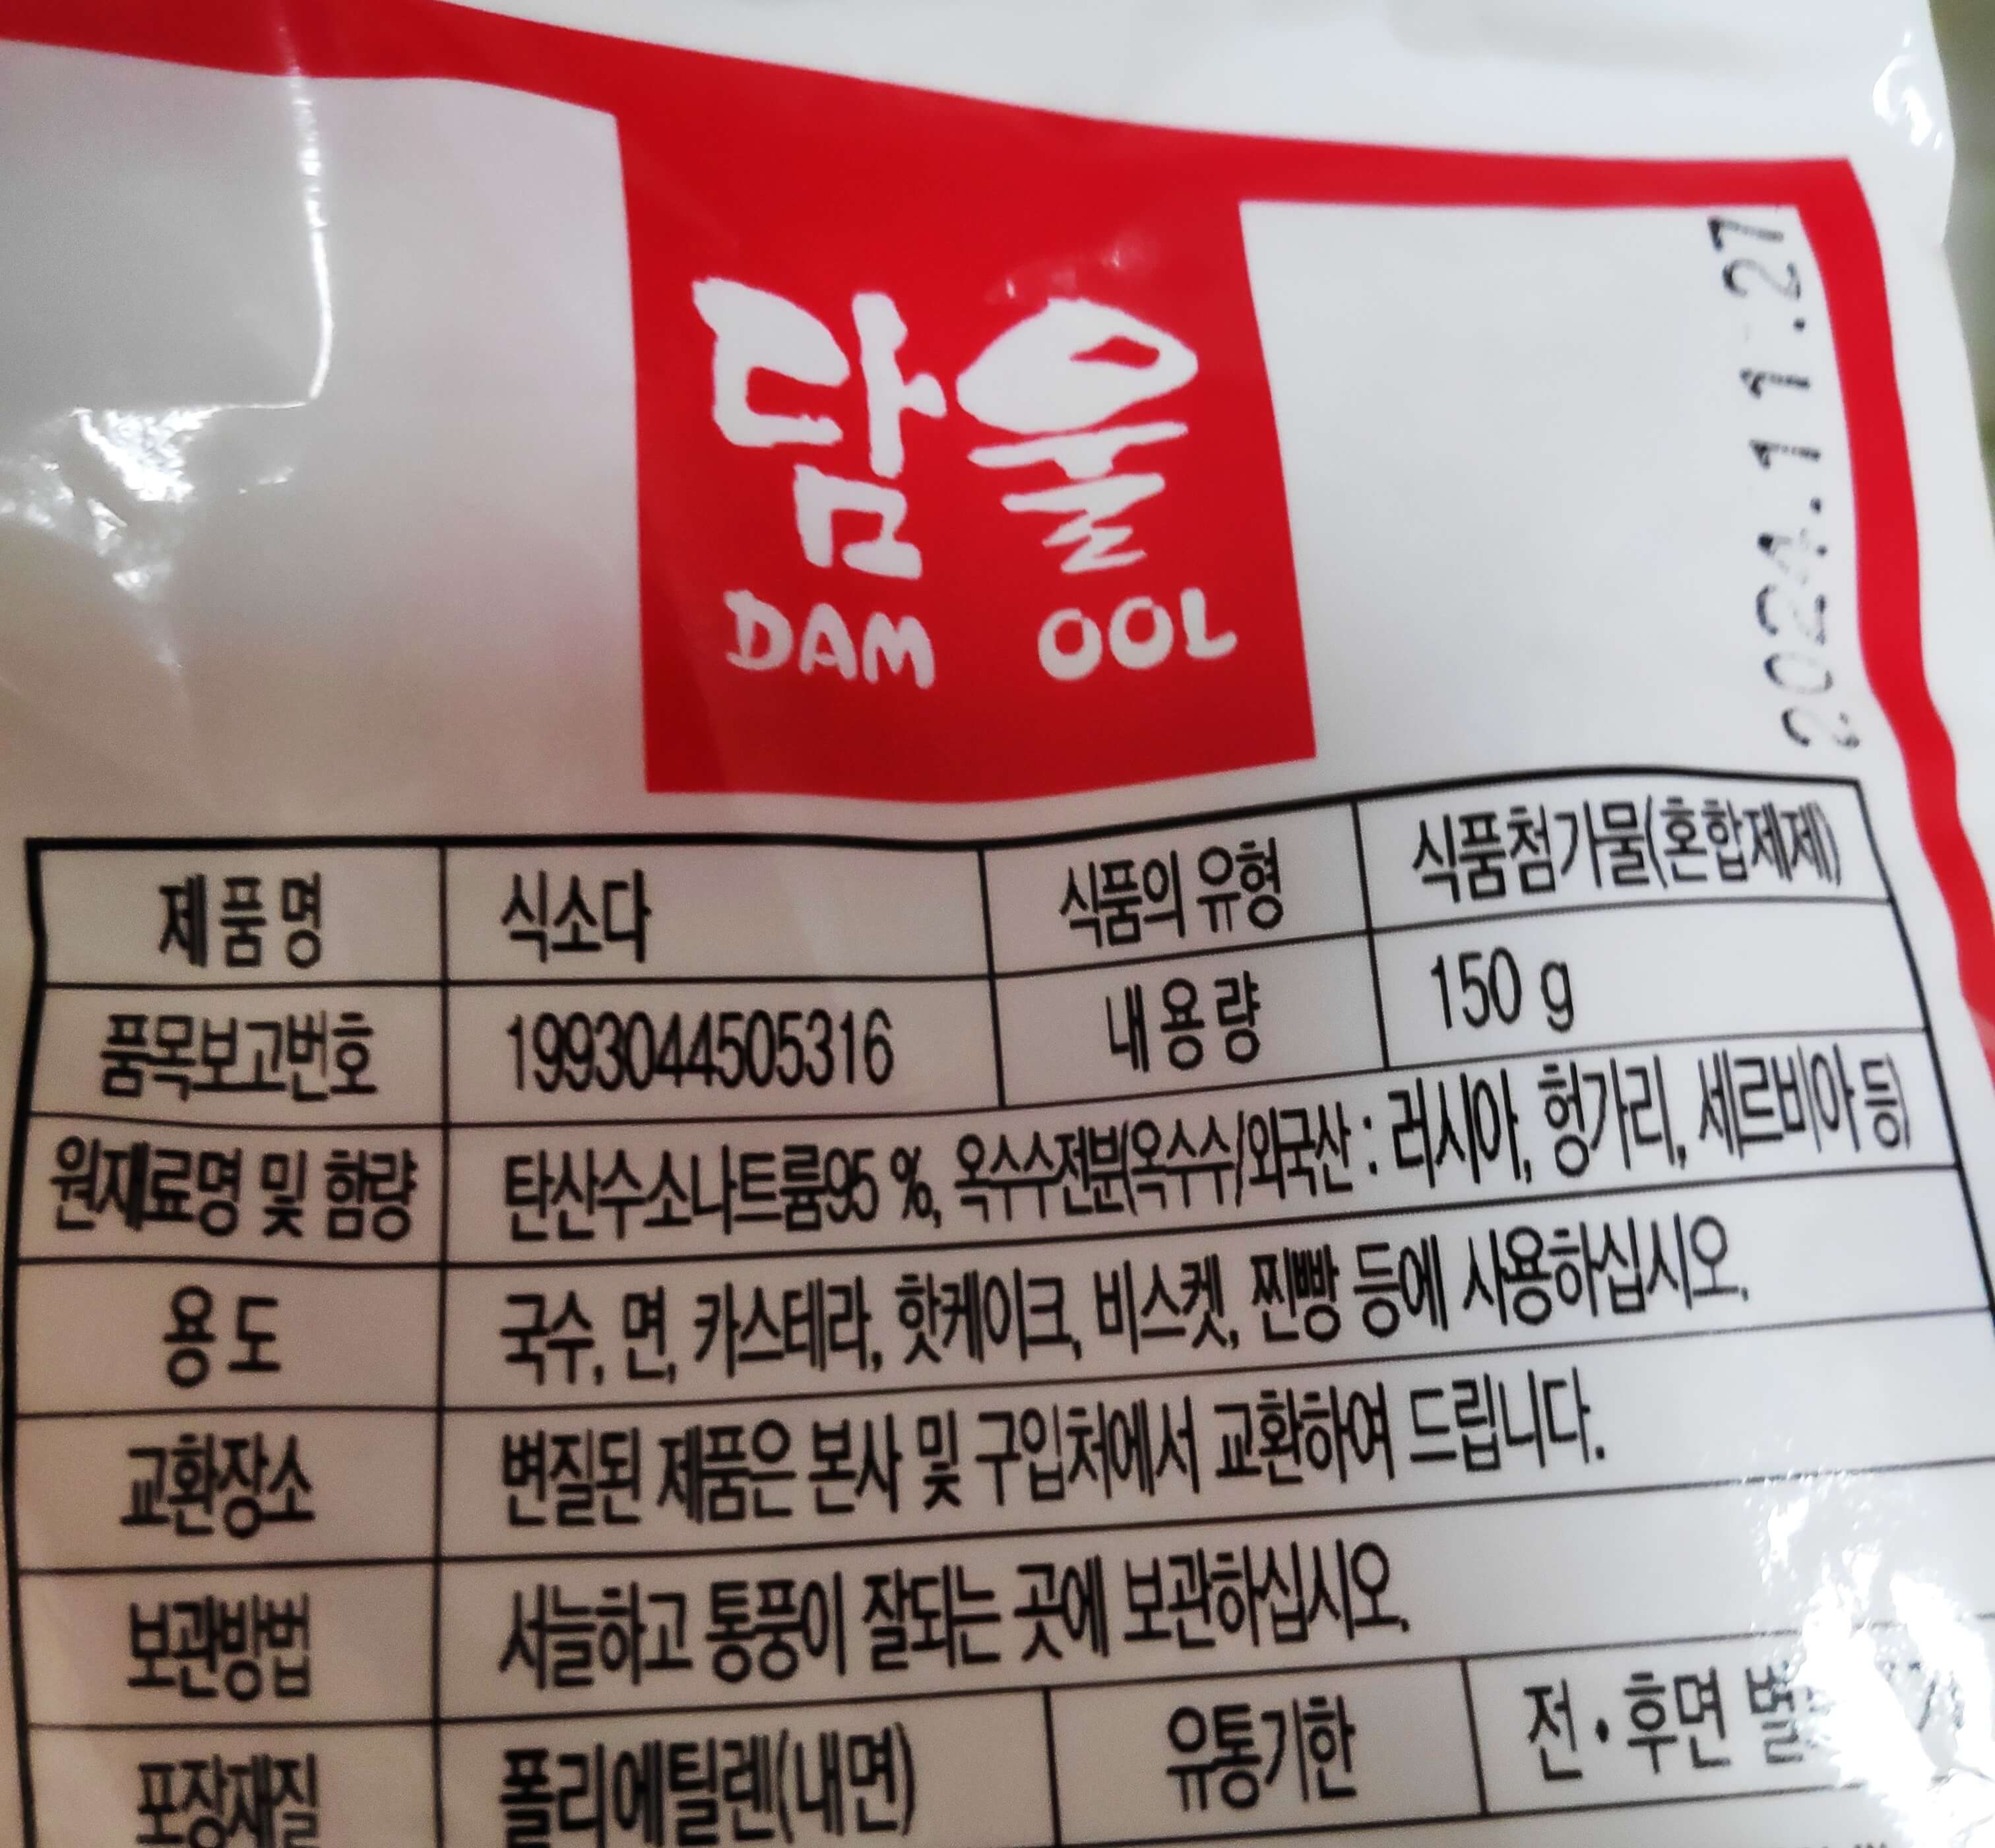 담울
DAM OOL
2024.11.27
제품명 식소다 식품의 유형 식품첨가물(혼합제제)
품목보고번호 1993044505316 내용량 150 g
원재료명 및 함량 탄산수소나트륨95 %, 옥수수전분(옥수수/외국산 : 러시아, 헝가리, 세르비아 등)
용도 국수, 면, 카스테라, 핫케이크, 비스켓, 찐빵 등에 사용하십시오.
교환장소 변질된 제품은 본사 및 구입처에서 교환하여 드립니다.
보관방법 서늘하고 통풍이 잘되는 곳에 보관하십시오.
포장재질 폴리에틸렌(내면) 유통기한 전·후면